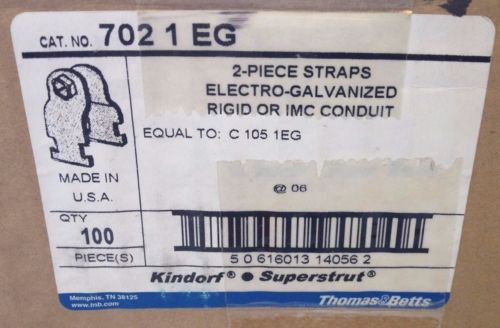 CAT. NO. 702 1 EG
2-PIECE STRAPS
ELECTRO-GALVANIZED
RIGID OR IMC CONDUIT
EQUAL TO: C 105 1EG
MADE IN
U.S.A.
@ 06
QTY
100
PIECE(S)
5 0 616013 14056 2
Kindorf® ● Superstrut®
Memphis, TN 38125
www.tnb.com
Thomas&Betts